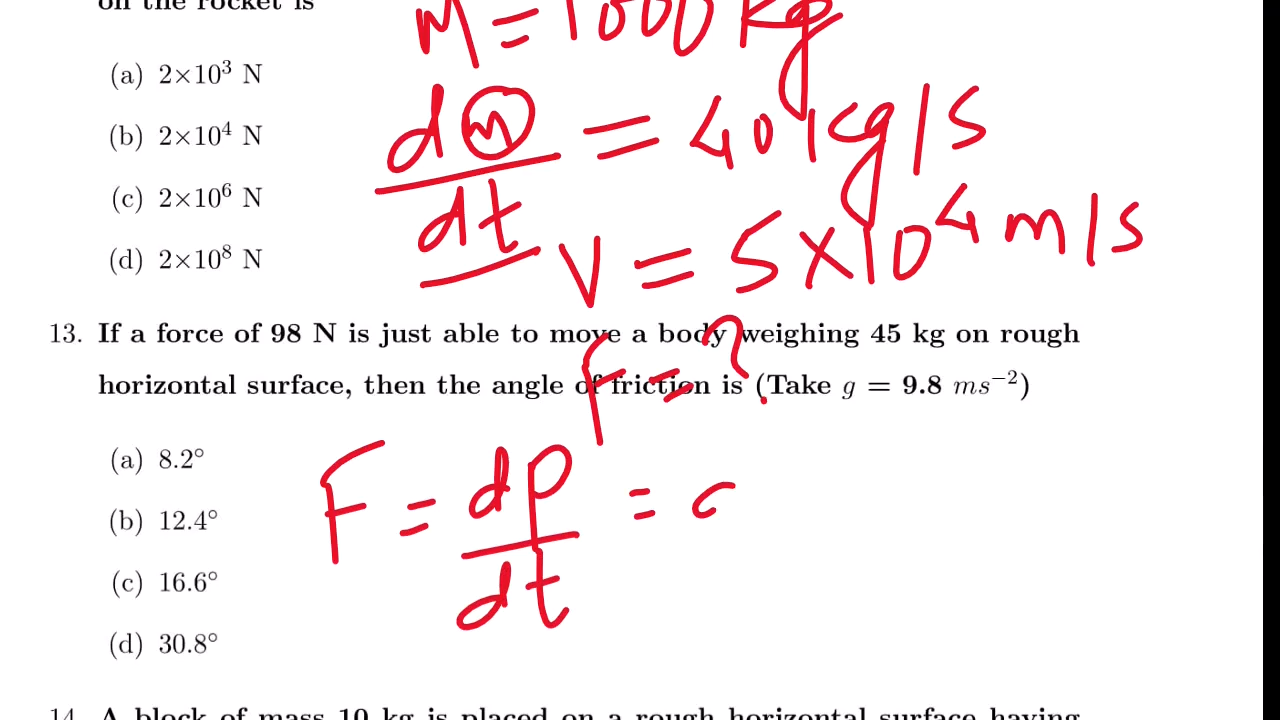 on the rocket is
M = 1000 kg
(a) 2×10³ N
dm/dt = 40 kg/s
(b) 2×10⁴ N
(c) 2×10⁶ N
V = 5×10⁴ m/s
(d) 2×10⁸ N
13. If a force of 98 N is just able to move a body weighing 45 kg on rough
horizontal surface, then the angle of friction is (Take g = 9.8 ms⁻²)
F = ?
(a) 8.2°
(b) 12.4°
F = dp/dt =
(c) 16.6°
(d) 30.8°
14. A block of mass 10 kg is placed on a rough horizontal surface having